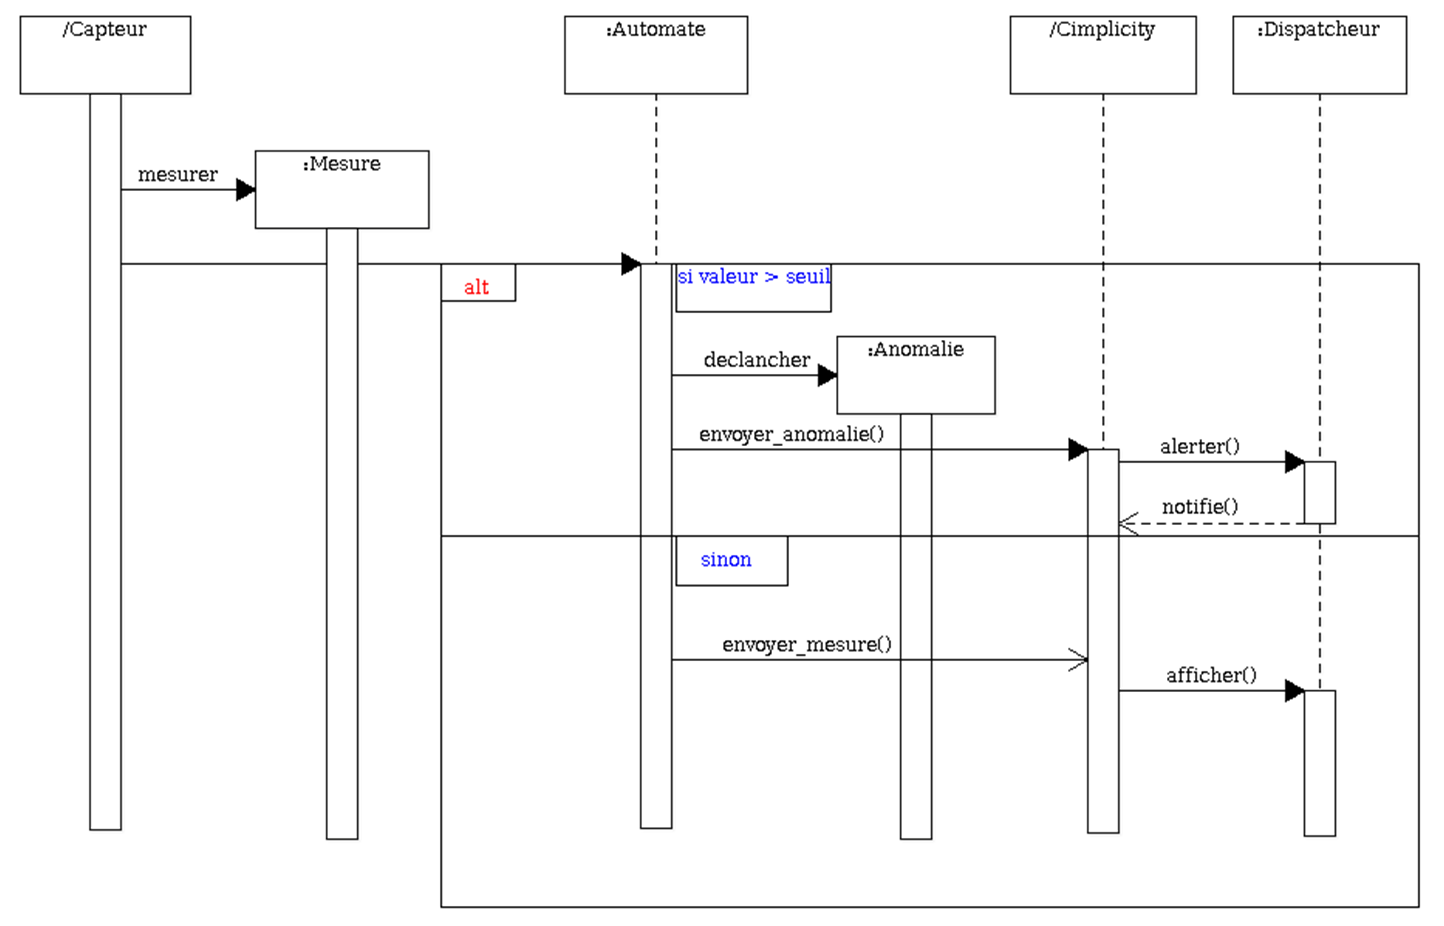 /Capteur
:Automate
/Cimplicity
:Dispatcheur
mesurer
:Mesure
alt
si valeur > seuil
declancher
:Anomalie
envoyer_anomalie()
alerter()
notifie()
sinon
envoyer_mesure()
afficher()